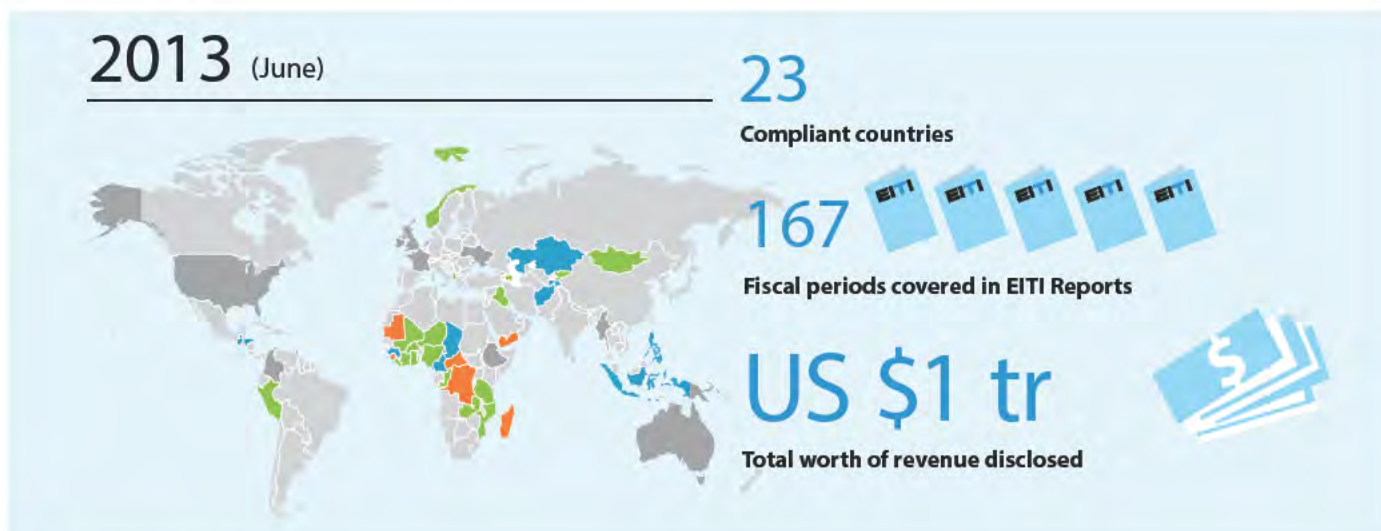 2013 (June)
23
Compliant countries
167
EITI EITI EITI EITI EITI
Fiscal periods covered in EITI Reports
$
US $1 tr
Total worth of revenue disclosed